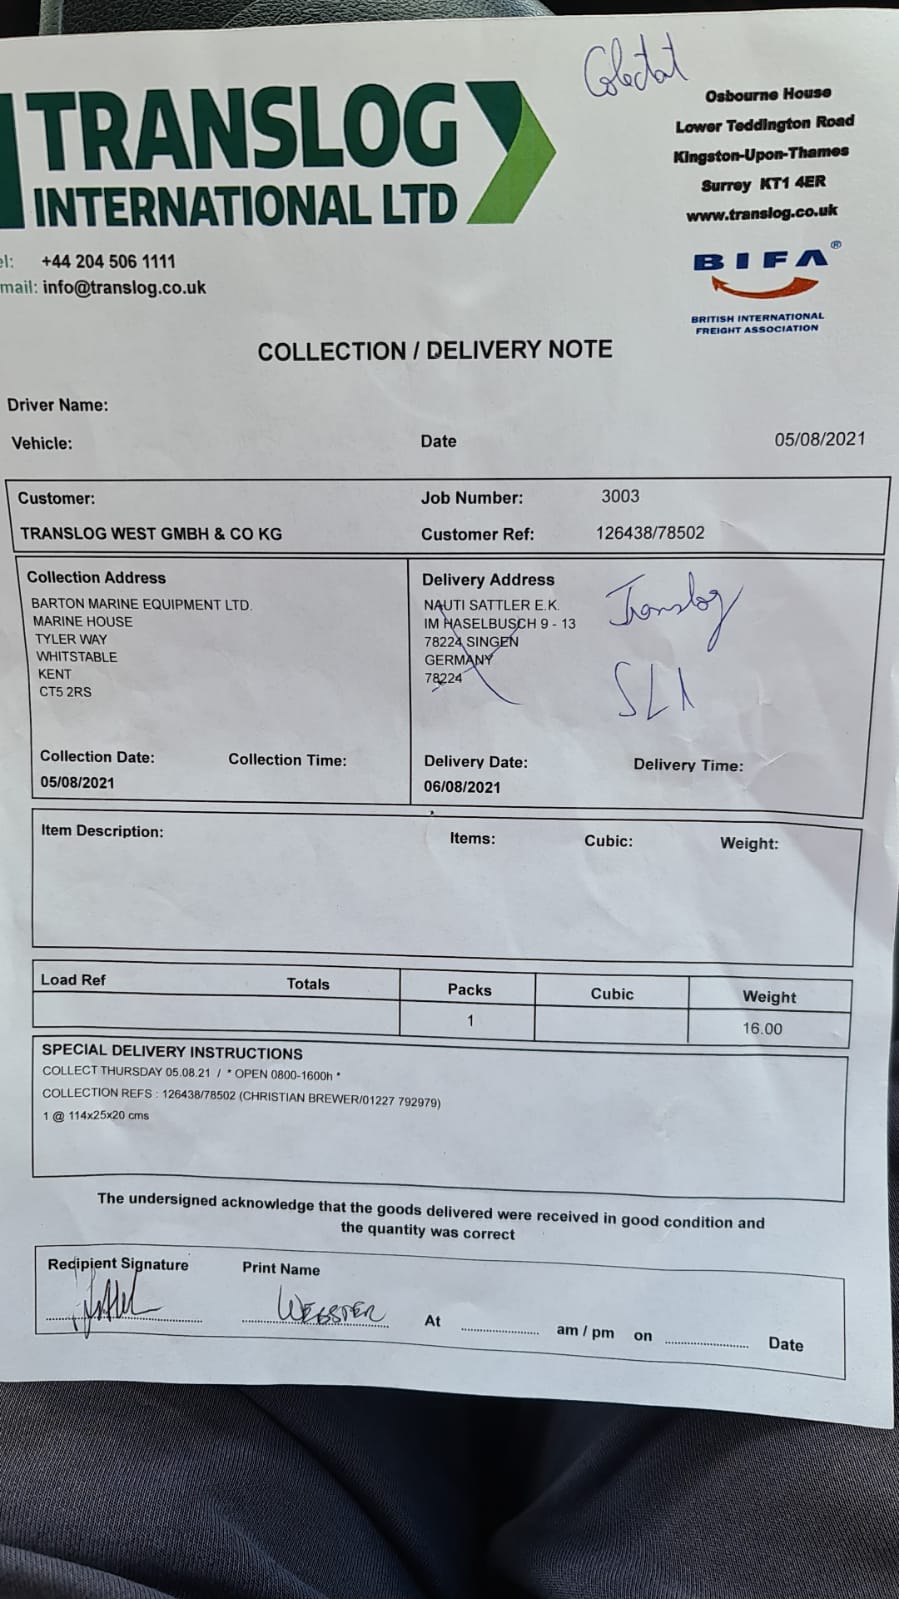 Colectat
TRANSLOG
INTERNATIONAL LTD
Osbourne House
Lower Teddington Road
Kingston-Upon-Thames
Surrey KT1 4ER
www.translog.co.uk
el: +44 204 506 1111
mail: info@translog.co.uk
BIFA®
BRITISH INTERNATIONAL
FREIGHT ASSOCIATION
COLLECTION / DELIVERY NOTE
Driver Name:
Vehicle: Date 05/08/2021
Customer: Job Number: 3003
TRANSLOG WEST GMBH & CO KG Customer Ref: 126438/78502
Collection Address
BARTON MARINE EQUIPMENT LTD.
MARINE HOUSE
TYLER WAY
WHITSTABLE
KENT
CT5 2RS
Collection Date: Collection Time:
05/08/2021
Delivery Address
NAUTI SATTLER E.K.
IM HASELBUSCH 9 - 13
78224 SINGEN
GERMANY
78224
Translog
SL1
Delivery Date: Delivery Time:
06/08/2021
Item Description: Items: Cubic: Weight:
Load Ref Totals Packs Cubic Weight
1 16.00
SPECIAL DELIVERY INSTRUCTIONS
COLLECT THURSDAY 05.08.21 / * OPEN 0800-1600h *
COLLECTION REFS : 126438/78502 (CHRISTIAN BREWER/01227 792979)
1 @ 114x25x20 cms
The undersigned acknowledge that the goods delivered were received in good condition and
the quantity was correct
Recipient Signature Print Name
WEBSTER
At am / pm on Date